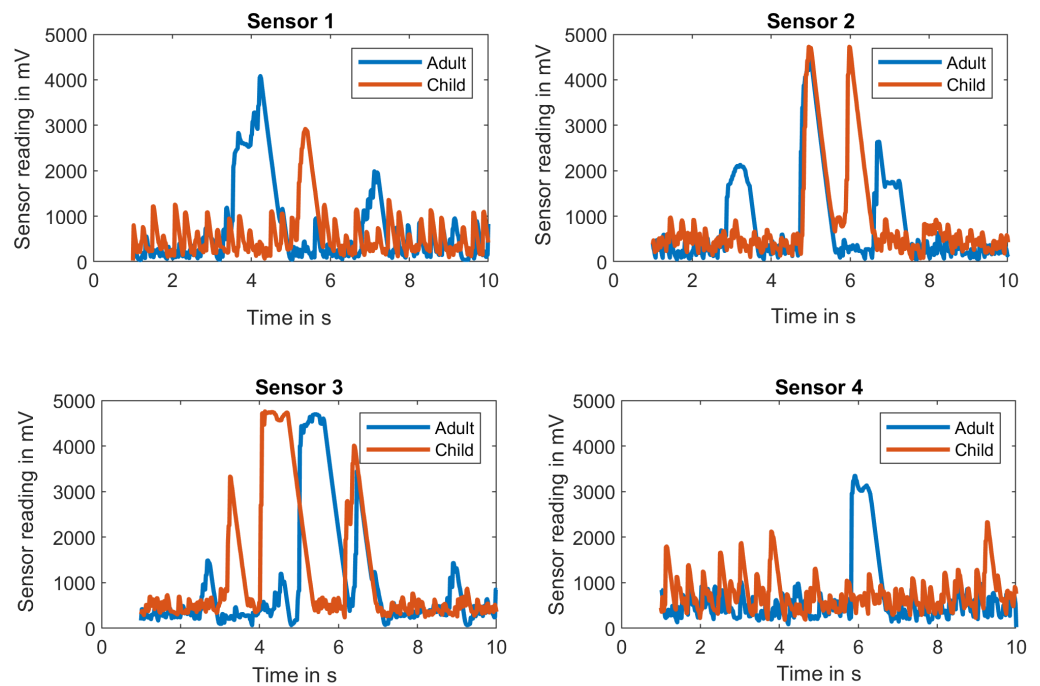 Sensor 1
Sensor reading in mV
5000
4000
3000
2000
1000
0
Adult
Child
0 2 4 6 8 10
Time in s
Sensor 2
Sensor reading in mV
5000
4000
3000
2000
1000
0
Adult
Child
0 2 4 6 8 10
Time in s
Sensor 3
Sensor reading in mV
5000
4000
3000
2000
1000
0
Adult
Child
0 2 4 6 8 10
Time in s
Sensor 4
Sensor reading in mV
5000
4000
3000
2000
1000
0
Adult
Child
0 2 4 6 8 10
Time in s